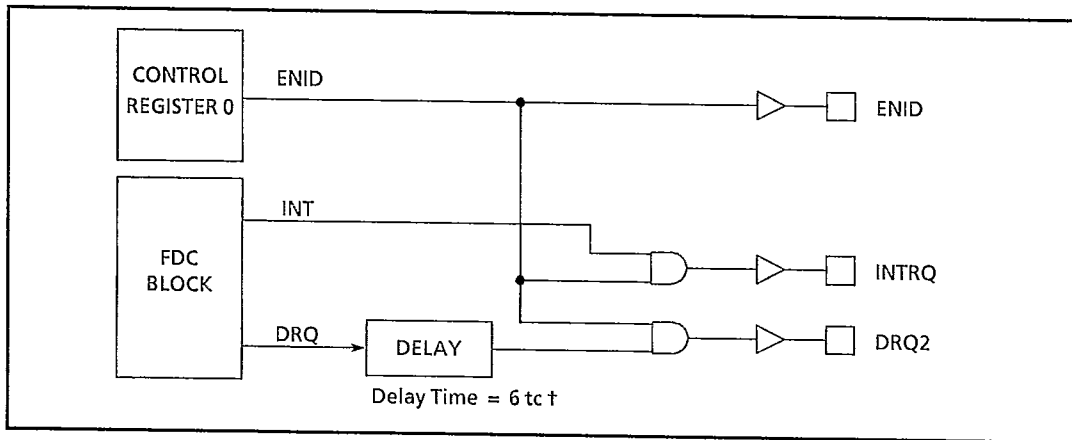 CONTROL
REGISTER 0
ENID
ENID
FDC
BLOCK
INT
INTRQ
DRQ
DELAY
DRQ2
Delay Time = 6 tc †